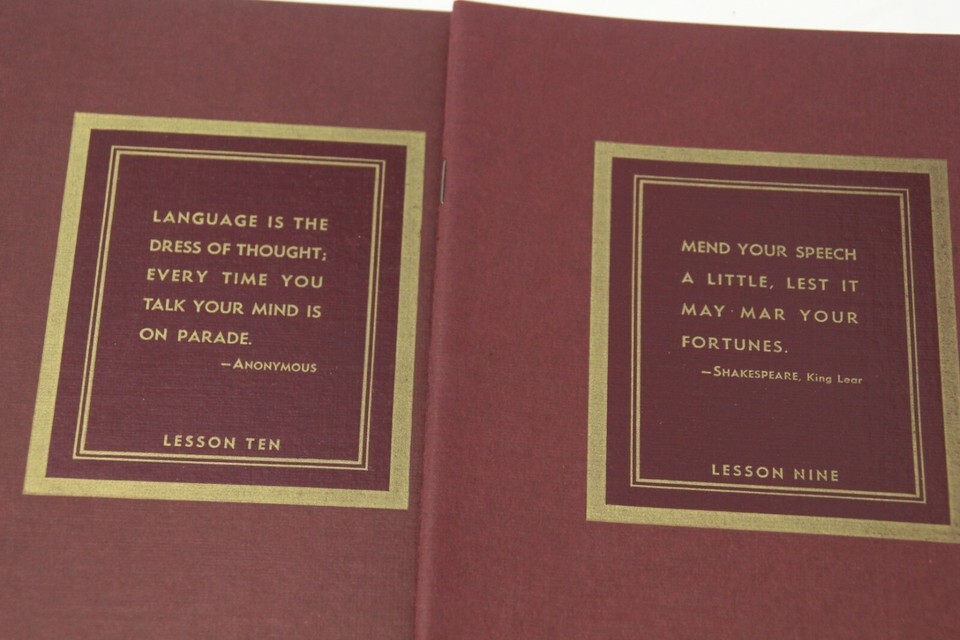 LANGUAGE IS THE
DRESS OF THOUGHT;
EVERY TIME YOU
TALK YOUR MIND IS
ON PARADE.
—ANONYMOUS
LESSON TEN
MEND YOUR SPEECH
A LITTLE, LEST IT
MAY MAR YOUR
FORTUNES.
—SHAKESPEARE, King Lear
LESSON NINE